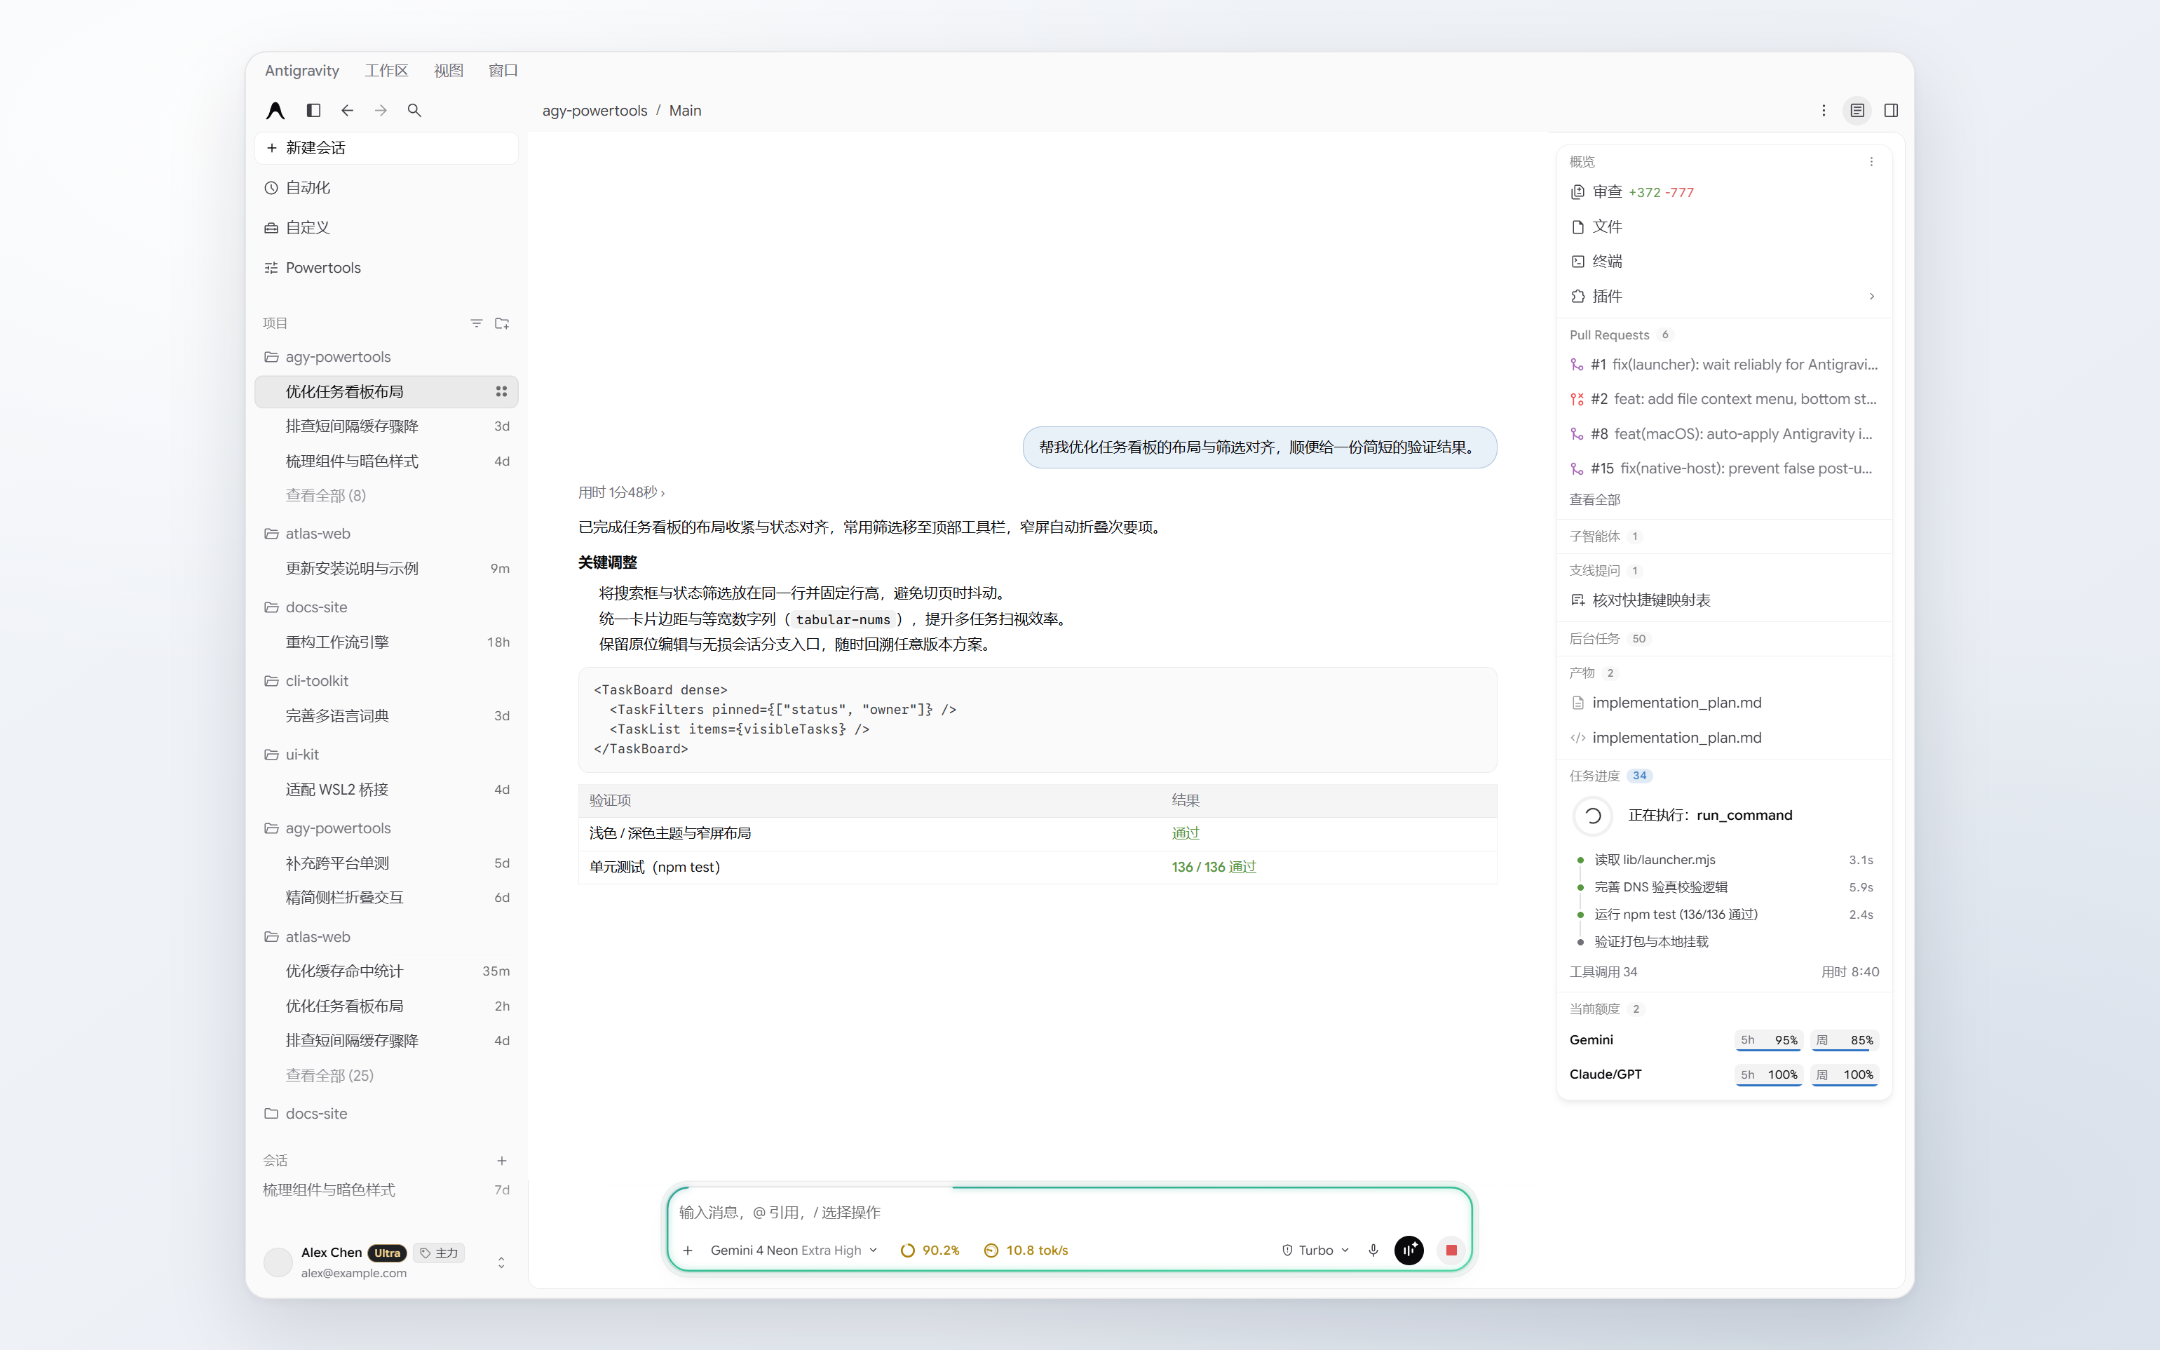 Antigravity 工作区 视图 窗口
agy-powertools / Main
新建会话
自动化
自定义
Powertools
项目
agy-powertools
优化任务看板布局
排查短间隔缓存骤降 3d
梳理组件与暗色样式 4d
查看全部 (8)
atlas-web
更新安装说明与示例 9m
docs-site
重构工作流引擎 18h
cli-toolkit
完善多语言词典 3d
ui-kit
适配 WSL2 桥接 4d
agy-powertools
补充跨平台单测 5d
精简侧栏折叠交互 6d
atlas-web
优化缓存命中统计 35m
优化任务看板布局 2h
排查短间隔缓存骤降 4d
查看全部 (25)
docs-site
会话
梳理组件与暗色样式 7d
Alex Chen Ultra 主力
alex@example.com
帮我优化任务看板的布局与筛选对齐，顺便给一份简短的验证结果。
用时 1分48秒 ›
已完成任务看板的布局收紧与状态对齐，常用筛选移至顶部工具栏，窄屏自动折叠次要项。
关键调整
将搜索框与状态筛选放在同一行并固定行高，避免切页时抖动。
统一卡片边距与等宽数字列（tabular-nums），提升多任务扫视效率。
保留原位编辑与无损会话分支入口，随时回溯任意版本方案。
<TaskBoard dense>
  <TaskFilters pinned={["status", "owner"]} />
  <TaskList items={visibleTasks} />
</TaskBoard>
验证项 结果
浅色 / 深色主题与窄屏布局 通过
单元测试（npm test） 136 / 136 通过
输入消息，@ 引用，/ 选择操作
Gemini 4 Neon Extra High 90.2% 10.8 tok/s Turbo
概览
审查 +372 -777
文件
终端
插件
Pull Requests 6
#1 fix(launcher): wait reliably for Antigravi...
#2 feat: add file context menu, bottom st...
#8 feat(macOS): auto-apply Antigravity i...
#15 fix(native-host): prevent false post-u...
查看全部
子智能体 1
支线提问 1
核对快捷键映射表
后台任务 50
产物 2
implementation_plan.md
implementation_plan.md
任务进度 34
正在执行：run_command
读取 lib/launcher.mjs 3.1s
完善 DNS 验真校验逻辑 5.9s
运行 npm test (136/136 通过) 2.4s
验证打包与本地挂载
工具调用 34 用时 8:40
当前额度 2
Gemini 5h 95% 周 85%
Claude/GPT 5h 100% 周 100%